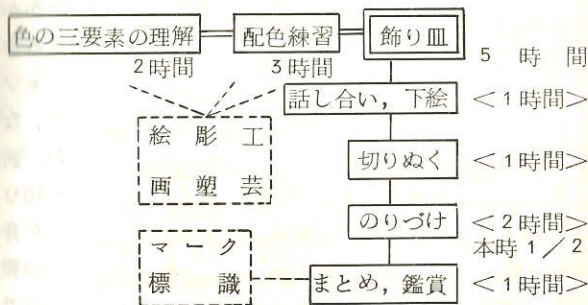 色の三要素の理解 配色練習 飾り皿
2時間 3時間 5時間
話し合い，下絵 ＜1時間＞
絵彫工
画塑芸
切りぬく ＜1時間＞
のりづけ ＜2時間＞
本時1／2
マーク
標識
まとめ，鑑賞 ＜1時間＞